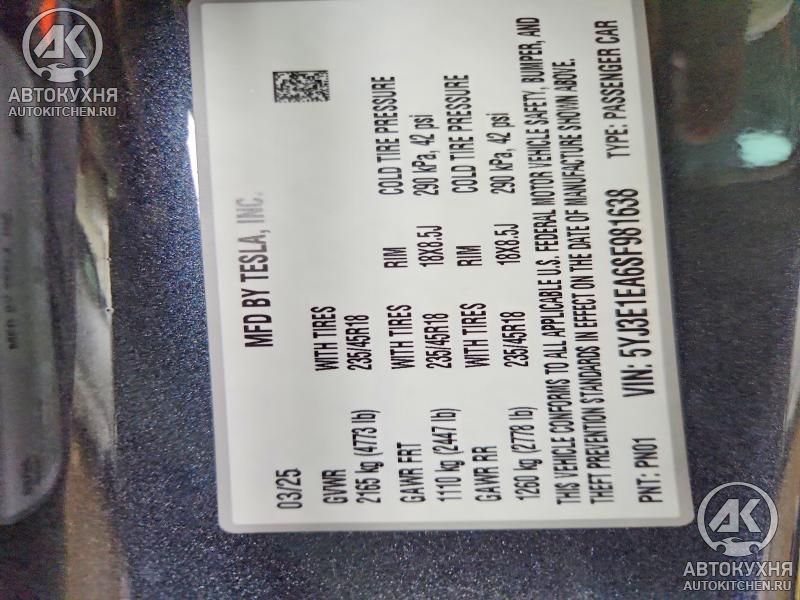 MFD BY TESLA, INC.
03/25
GVWR WITH TIRES RIM COLD TIRE PRESSURE
2165 kg (4773 lb) 235/45R18 18X8.5J 290 kPa, 42 psi
GAWR FRT WITH TIRES RIM COLD TIRE PRESSURE
1110 kg (2447 lb) 235/45R18 18X8.5J 290 kPa, 42 psi
GAWR RR WITH TIRES
1260 kg (2778 lb) 235/45R18
THIS VEHICLE CONFORMS TO ALL APPLICABLE U.S. FEDERAL MOTOR VEHICLE SAFETY, BUMPER, AND
THEFT PREVENTION STANDARDS IN EFFECT ON THE DATE OF MANUFACTURE SHOWN ABOVE.
PNT: PN01 VIN: 5YJ3E1EA6SF981638 TYPE: PASSENGER CAR
АК
АВТОКУХНЯ
AUTOKITCHEN.RU
АК
АВТОКУХНЯ
AUTOKITCHEN.RU